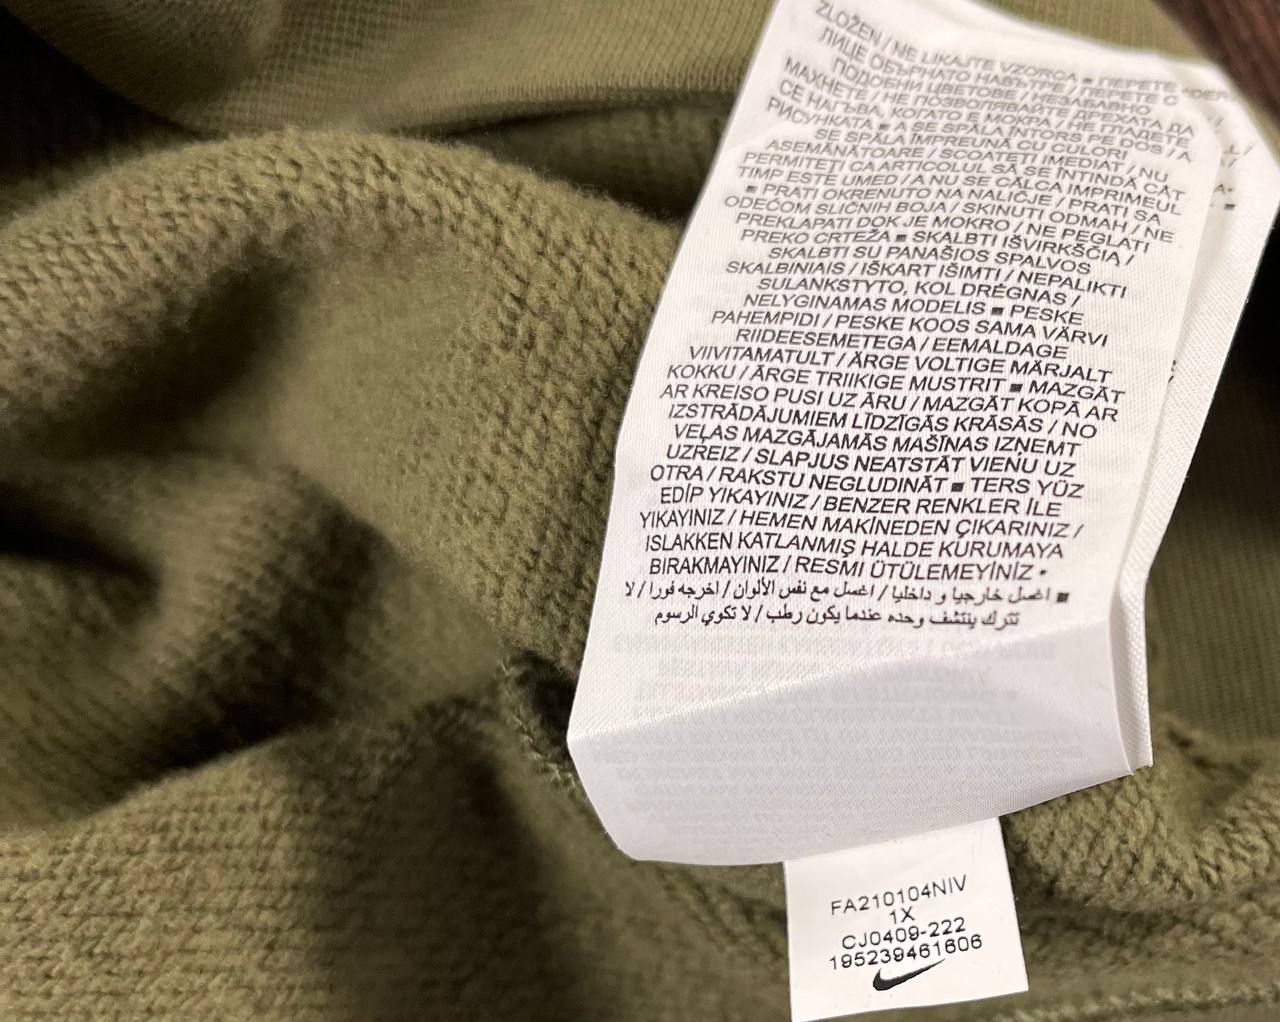 ZLOŽEN / NE LIKAJTE VZORCA ▪ ПЕРЕТЕ
ЛИЦЕ ОБЪРНАТО НАВЪТРЕ / ПЕРЕТЕ С
ПОДОБНИ ЦВЕТОВЕ / НЕЗАБАВНО
МАХНЕТЕ / НЕ ПОЗВОЛЯВАЙТЕ ДРЕХАТА ДА
СЕ НАГЪВА, КОГАТО Е МОКРА / НЕ ГЛАДЕТЕ
РИСУНКАТА ▪ A SE SPĂLA ÎNTORS PE DOS / A
SE SPĂLA ÎMPREUNĂ CU CULORI
ASEMĂNĂTOARE / SCOATEȚI IMEDIAT / NU
PERMITEȚI CA ARTICOLUL SĂ SE ÎNTINDĂ CÂT
TIMP ESTE UMED / A NU SE CĂLCA IMPRIMEUL
▪ PRATI OKRENUTO NA NALIČJE / PRATI SA
ODEĆOM SLIČNIH BOJA / SKINUTI ODMAH / NE
PREKLAPATI DOK JE MOKRO / NE PEGLATI
PREKO CRTEŽA ▪ SKALBTI IŠVIRKŠČIĄ /
SKALBTI SU PANAŠIOS SPALVOS
SKALBINIAIS / IŠKART IŠIMTI / NEPALIKTI
SULANKSTYTO, KOL DRĖGNAS /
NELYGINAMAS MODELIS ▪ PESKE
PAHEMPIDI / PESKE KOOS SAMA VÄRVI
RIIDEESEMETEGA / EEMALDAGE
VIIVITAMATULT / ÄRGE VOLTIGE MÄRJALT
KOKKU / ÄRGE TRIIKIGE MUSTRIT ▪ MAZGĀT
AR KREISO PUSI UZ ĀRU / MAZGĀT KOPĀ AR
IZSTRĀDĀJUMIEM LĪDZĪGĀS KRĀSĀS / NO
VEĻAS MAZGĀJAMĀS MAŠĪNAS IZŅEMT
UZREIZ / SLAPJUS NEATSTĀT VIENU UZ
OTRA / RAKSTU NEGLUDINĀT ▪ TERS YÜZ
EDİP YIKAYINIZ / BENZER RENKLER İLE
YIKAYINIZ / HEMEN MAKİNEDEN ÇIKARINIZ /
ISLAKKEN KATLANMIŞ HALDE KURUMAYA
BIRAKMAYINIZ / RESMI ÜTÜLEMEYİNİZ •
▪ اغسل خارجيا و داخليا / اغسل مع نفس الألوان / اخرجه فورا / لا
تترك ينتشف وحده عندما يكون رطب / لا تكوي الرسوم
FA210104NIV
1X
CJ0409-222
195239461606